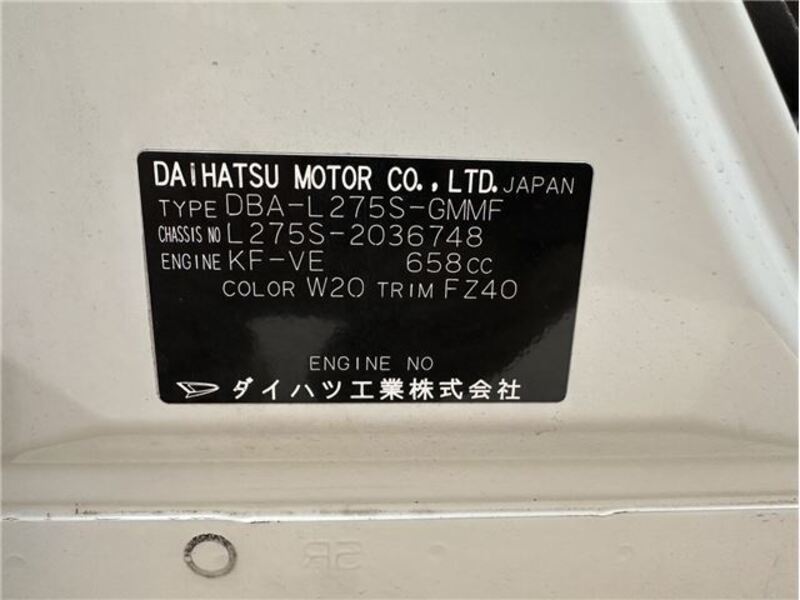 DAIHATSU MOTOR CO., LTD. JAPAN
TYPE DBA-L275S-GMMF
CHASSIS NO L275S-2036748
ENGINE KF-VE 658CC
COLOR W20 TRIM FZ40
ENGINE NO
ダイハツ工業株式会社